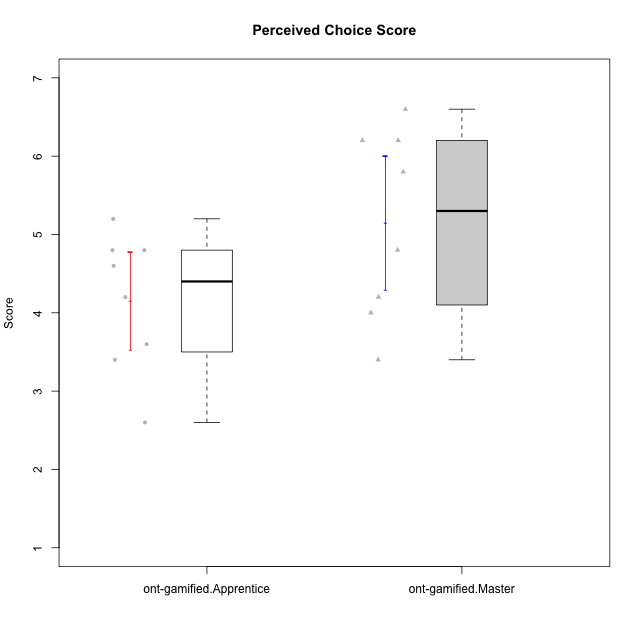 Perceived Choice Score
7
6
5
4
3
2
1
Score
ont-gamified.Apprentice
ont-gamified.Master